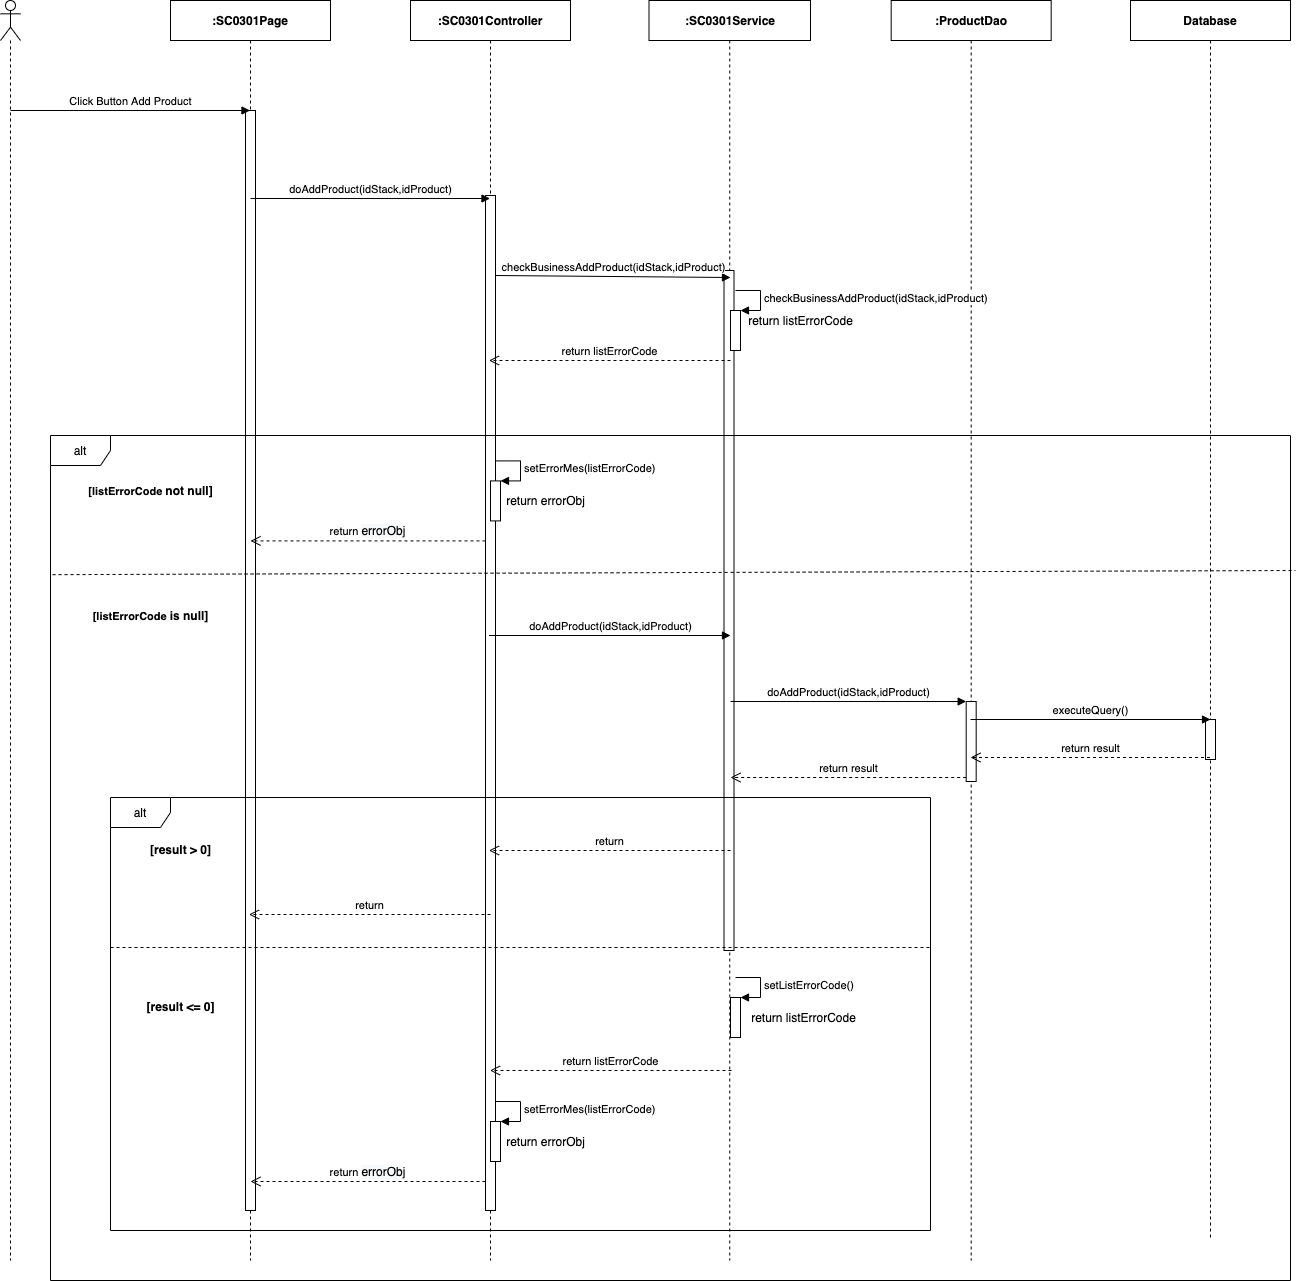 :SC0301Page
:SC0301Controller
:SC0301Service
:ProductDao
Database
Click Button Add Product
doAddProduct(idStack,idProduct)
checkBusinessAddProduct(idStack,idProduct)
checkBusinessAddProduct(idStack,idProduct)
return listErrorCode
return listErrorCode
alt
setErrorMes(listErrorCode)
[listErrorCode not null]
return errorObj
return errorObj
[listErrorCode is null]
doAddProduct(idStack,idProduct)
doAddProduct(idStack,idProduct)
executeQuery()
return result
return result
alt
return
[result > 0]
return
setListErrorCode()
[result <= 0]
return listErrorCode
return listErrorCode
setErrorMes(listErrorCode)
return errorObj
return errorObj